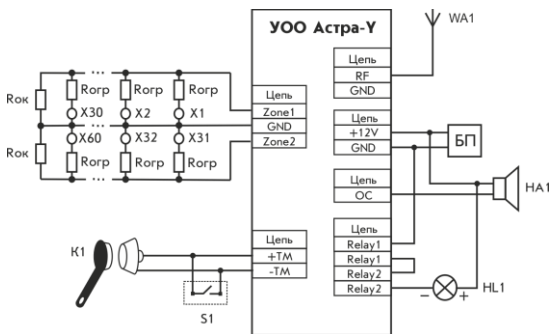 УОО Астра-Y
WA1
Цепь
RF
GND
Rогр
Rогр
Rогр
Rок
X30
X2
X1
Цепь
Zone1
GND
Zone2
X60
X32
X31
Rок
Rогр
Rогр
Rогр
Цепь
+12V
GND
БП
Цепь
OC
HA1
Цепь
+TM
-TM
K1
S1
Цепь
Relay1
Relay1
Relay2
Relay2
− +
HL1